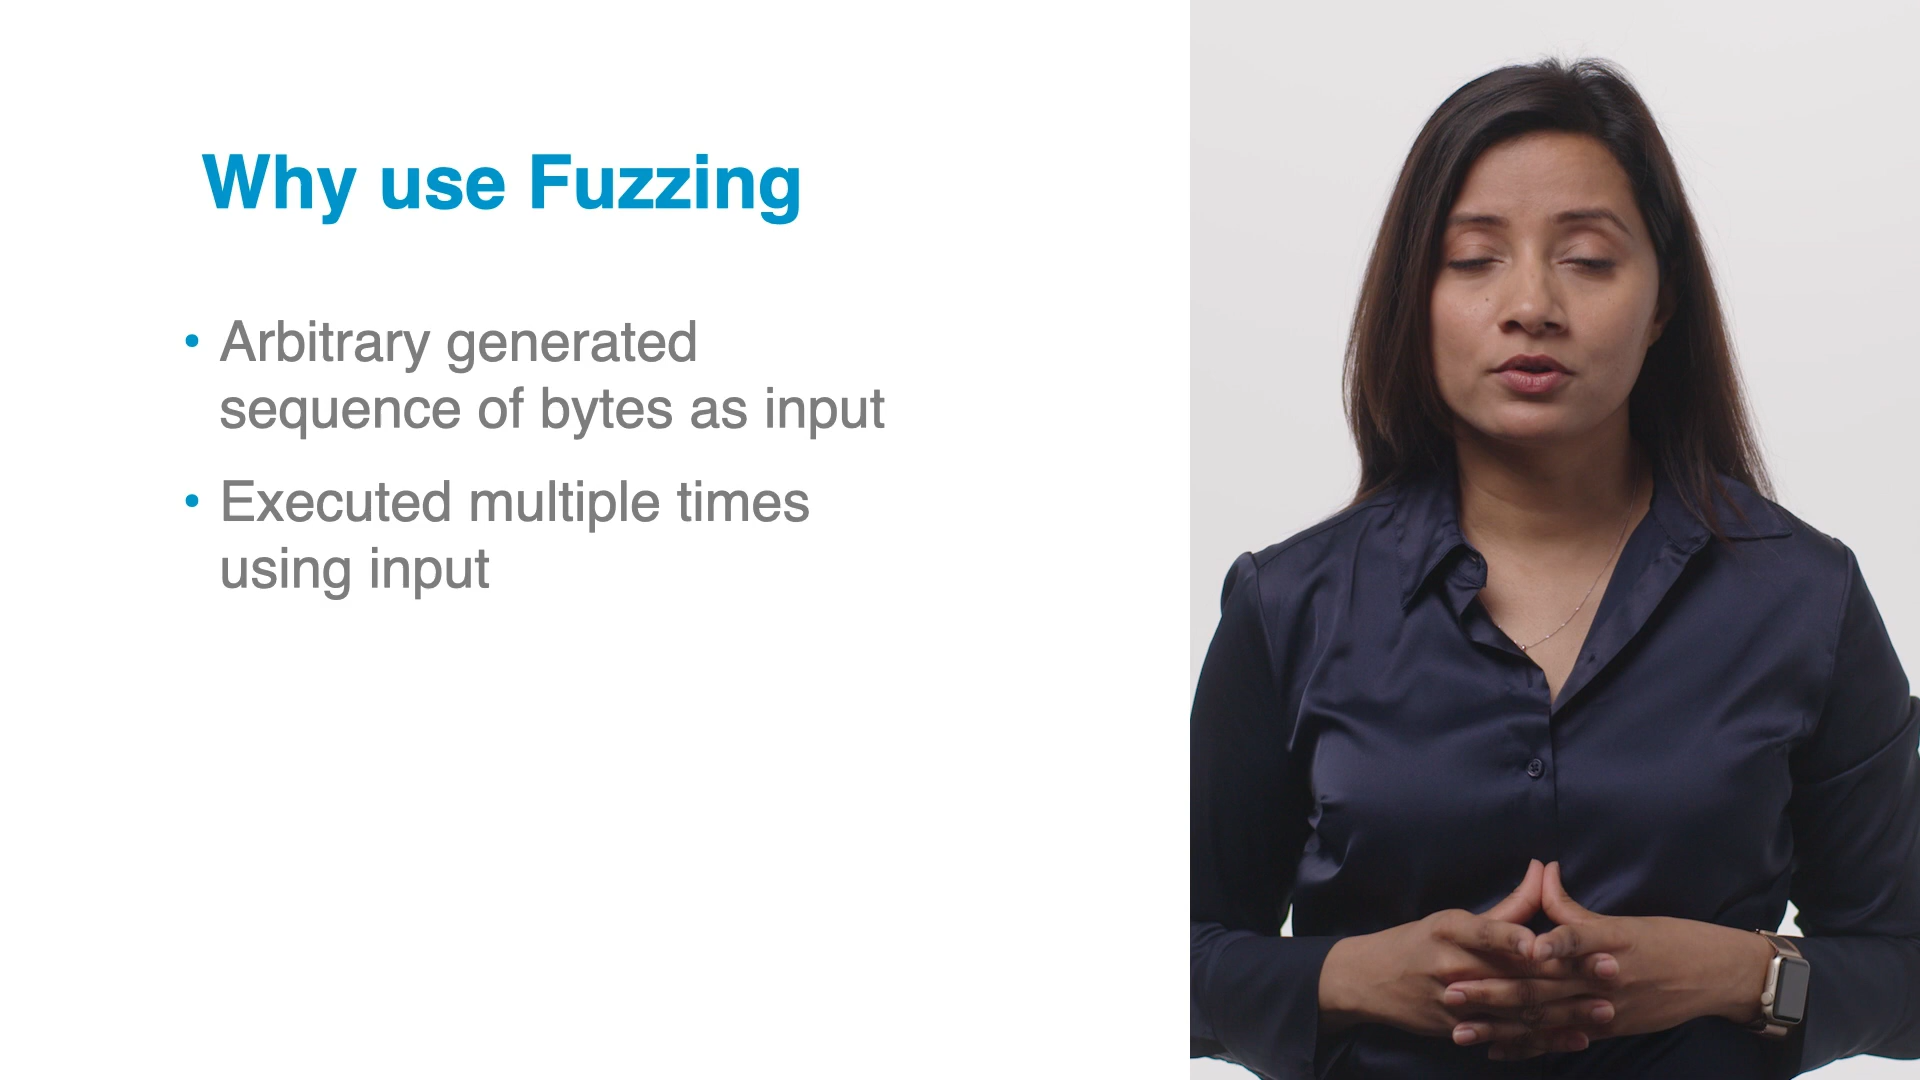 Why use Fuzzing
• Arbitrary generated
sequence of bytes as input
• Executed multiple times
using input